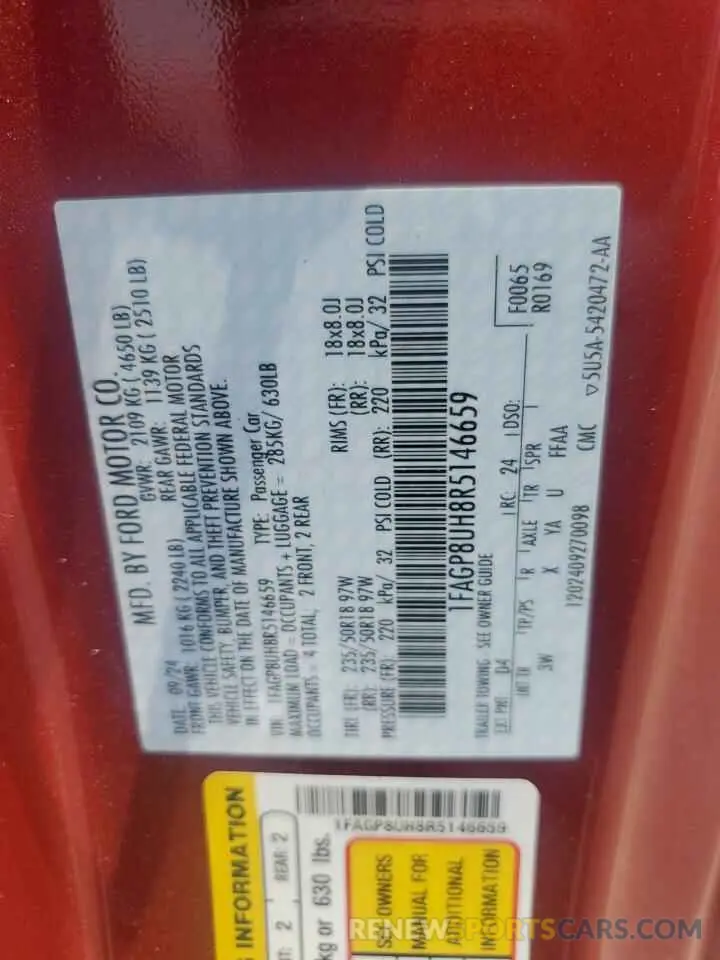 MFD. BY FORD MOTOR CO.
DATE: 09/24
GVWR: 2109 KG ( 4650 LB)
FRONT GAWR: 1016 KG ( 2240 LB)
REAR GAWR: 1139 KG ( 2510 LB)
THIS VEHICLE CONFORMS TO ALL APPLICABLE FEDERAL MOTOR
VEHICLE SAFETY, BUMPER, AND THEFT PREVENTION STANDARDS
IN EFFECT ON THE DATE OF MANUFACTURE SHOWN ABOVE.
VIN: 1FAGP8UH8R5146659 TYPE: Passenger Car
MAXIMUM LOAD = OCCUPANTS + LUGGAGE = 285KG/ 630LB
OCCUPANTS = 4 TOTAL, 2 FRONT, 2 REAR
TIRE (FR): 235/50R18 97W RIMS (FR): 18x8.0J
(RR): 235/50R18 97W (RR): 18x8.0J
PRESSURE (FR): 220 kPa/ 32 PSI COLD (RR): 220 kPa/ 32 PSI COLD
1FAGP8UH8R5146659
TRAILER TOWING: SEE OWNER GUIDE
F0065
R0169
EXT PNT: D4 RC: 24 DSO:
INT TR TP/PS R AXLE TR SPR
3W X YA U FFAA
1202409270098 CMC ▽5U5A-5420472-AA
1FAGP8UH8R5146659
INFORMATION
2 REAR 2
kg or 630 lbs.
SEE OWNERS
MANUAL FOR
ADDITIONAL
INFORMATION
RENEWSPORTSCARS.COM